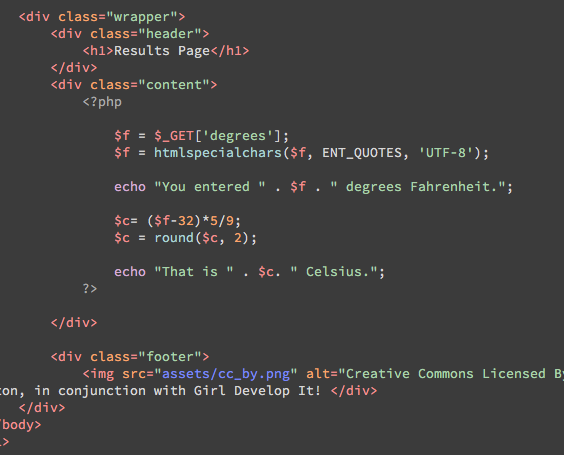 <div class="wrapper">
<div class="header">
<h1>Results Page</h1>
</div>
<div class="content">
<?php
$f = $_GET['degrees'];
$f = htmlspecialchars($f, ENT_QUOTES, 'UTF-8');
echo "You entered " . $f . " degrees Fahrenheit.";
$c= ($f-32)*5/9;
$c = round($c, 2);
echo "That is " . $c. " Celsius.";
?>
</div>
<div class="footer">
<img src="assets/cc_by.png" alt="Creative Commons Licensed By
ton, in conjunction with Girl Develop It! </div>
</div>
/body>
>